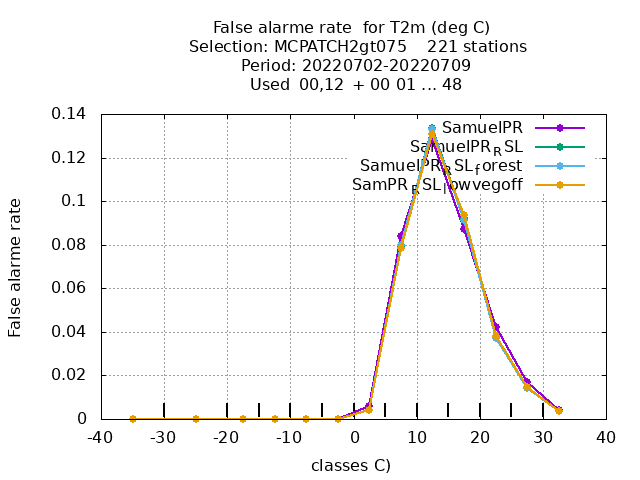 False alarme rate  for T2m (deg C)
Selection: MCPATCH2gt075    221 stations
Period: 20220702-20220709
Used  00,12  + 00 01 ... 48
0.14
0.12
0.1
0.08
0.06
0.04
0.02
0
False alarme rate
SamuelPR
SamuelPR_RSL
SamuelPR_RSL_forest
SamPR_RSL_lowvegoff
-40 -30 -20 -10 0 10 20 30 40
classes C)